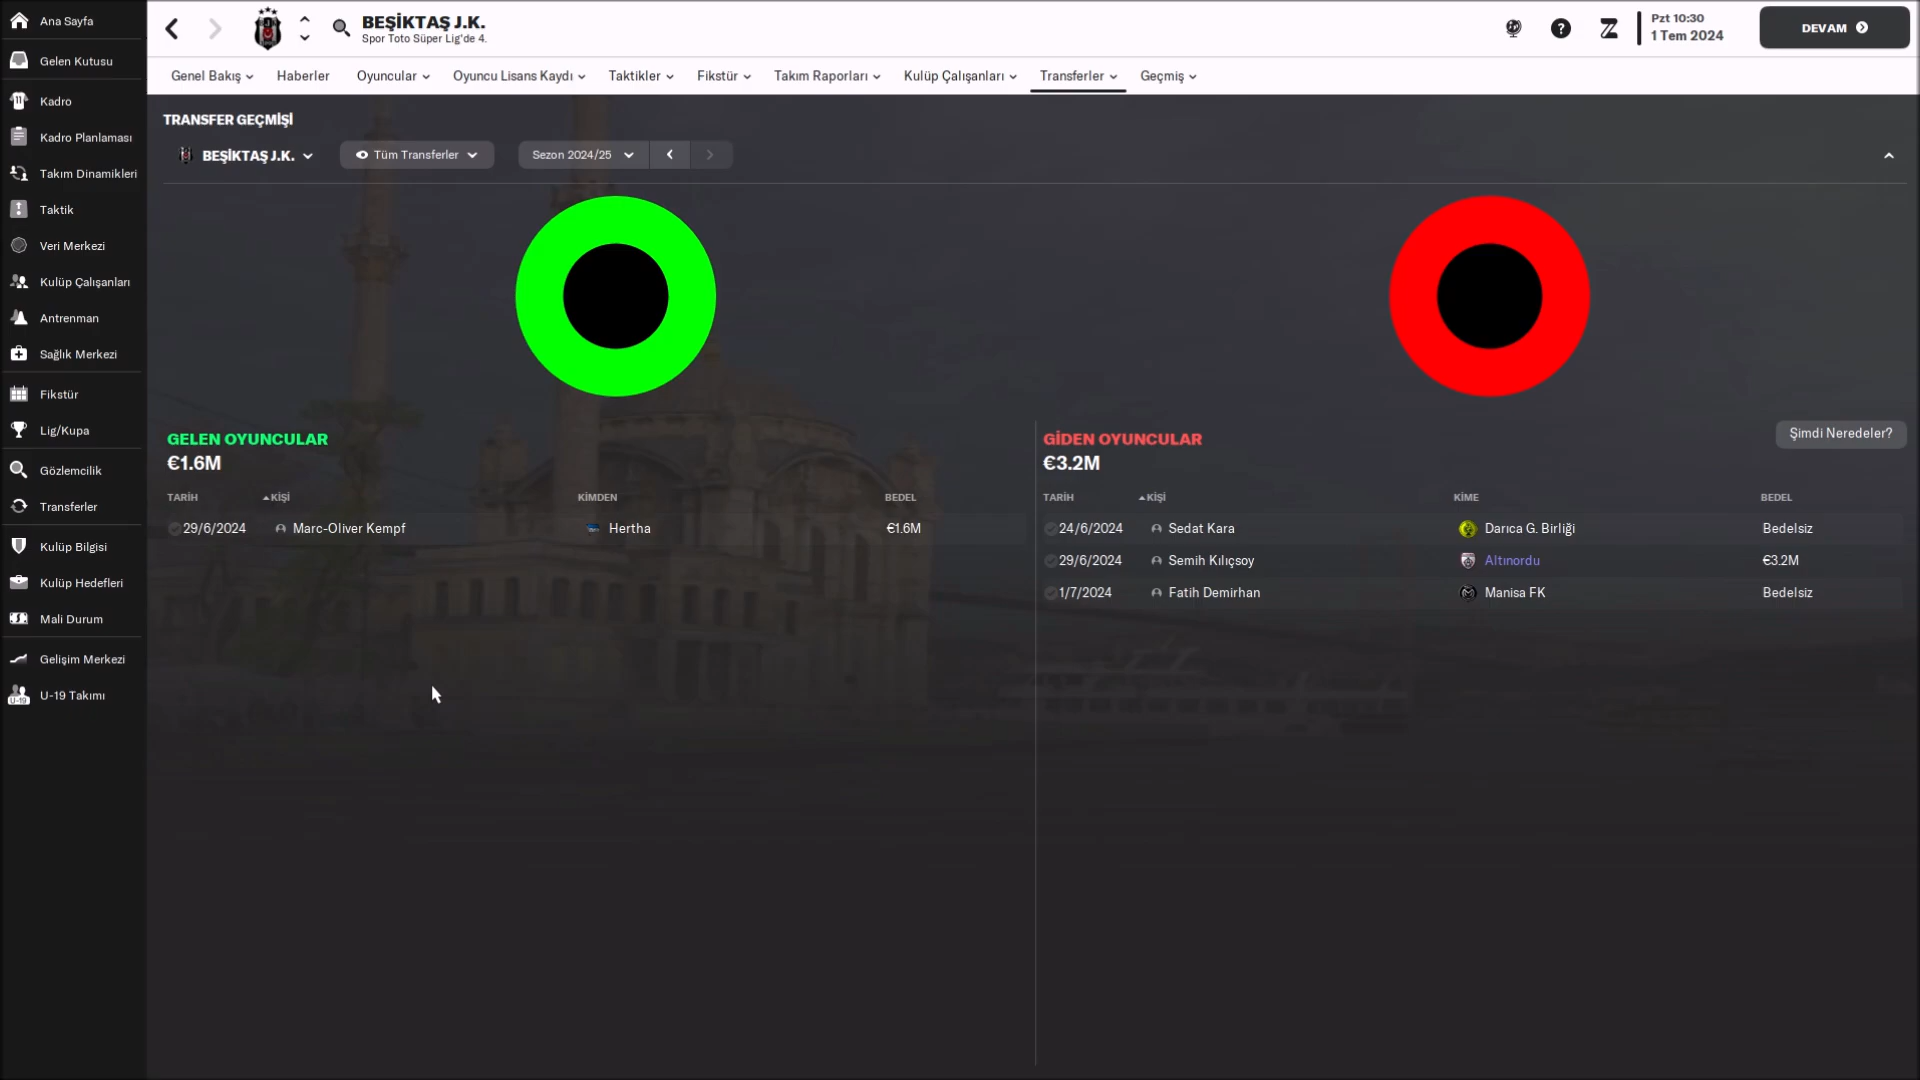 Ana Sayfa
Gelen Kutusu
Kadro
Kadro Planlaması
Takım Dinamikleri
Taktik
Veri Merkezi
Kulüp Çalışanları
Antrenman
Sağlık Merkezi
Fikstür
Lig/Kupa
Gözlemcilik
Transferler
Kulüp Bilgisi
Kulüp Hedefleri
Mali Durum
Gelişim Merkezi
U-19 Takımı
BEŞİKTAŞ J.K.
Spor Toto Süper Lig'de 4.
Pzt 10:30
1 Tem 2024
DEVAM
Genel Bakış Haberler Oyuncular Oyuncu Lisans Kaydı Taktikler Fikstür Takım Raporları Kulüp Çalışanları Transferler Geçmiş
TRANSFER GEÇMİŞİ
BEŞİKTAŞ J.K. Tüm Transferler Sezon 2024/25
GELEN OYUNCULAR
€1.6M
TARİH KİŞİ KİMDEN BEDEL
29/6/2024 Marc-Oliver Kempf Hertha €1.6M
GİDEN OYUNCULAR
Şimdi Neredeler?
€3.2M
TARİH KİŞİ KİME BEDEL
24/6/2024 Sedat Kara Darıca G. Birliği Bedelsiz
29/6/2024 Semih Kılıçsoy Altınordu €3.2M
1/7/2024 Fatih Demirhan Manisa FK Bedelsiz